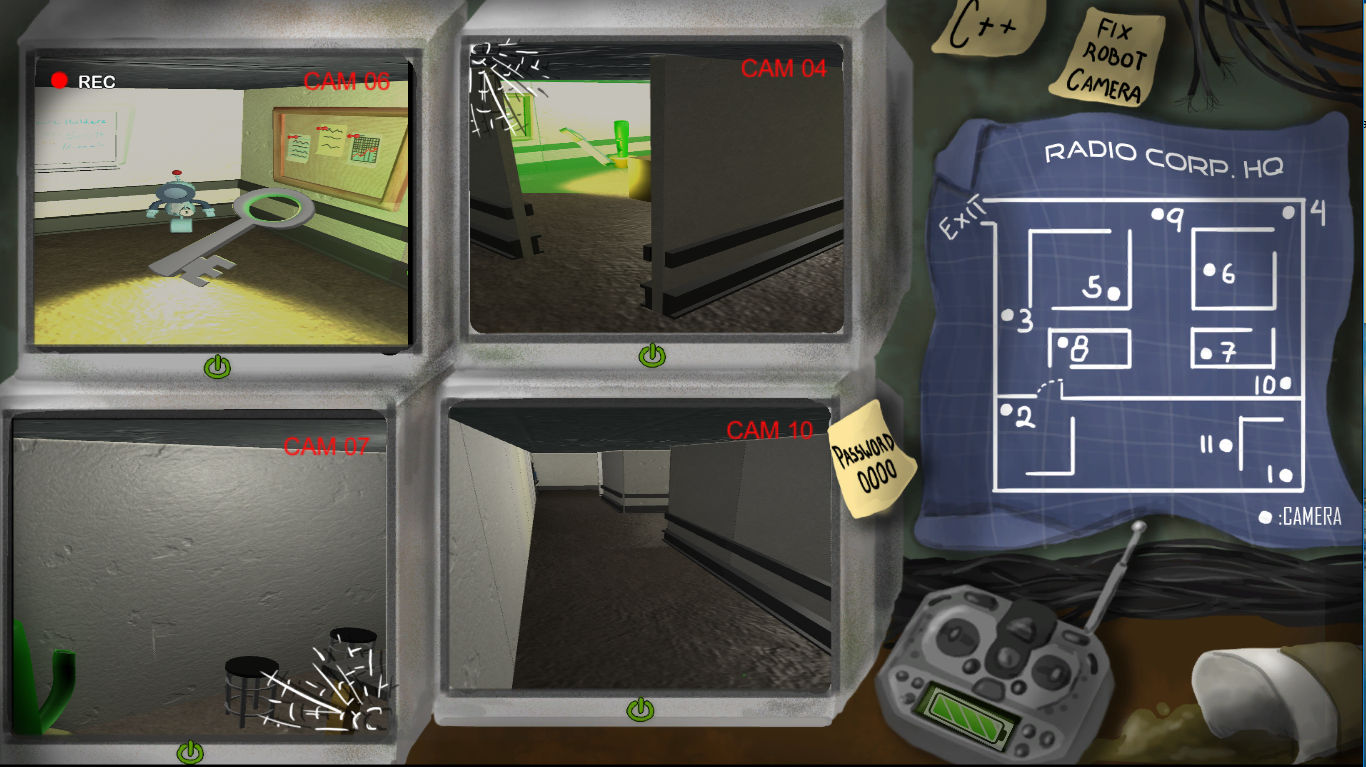 REC
CAM 06
CAM 04
C++
FIX
ROBOT
CAMERA
RADIO CORP. HQ
EXIT
9
4
5
6
3
8
7
10
2
11
1
:CAMERA
CAM 07
CAM 10
PASSWORD
0000